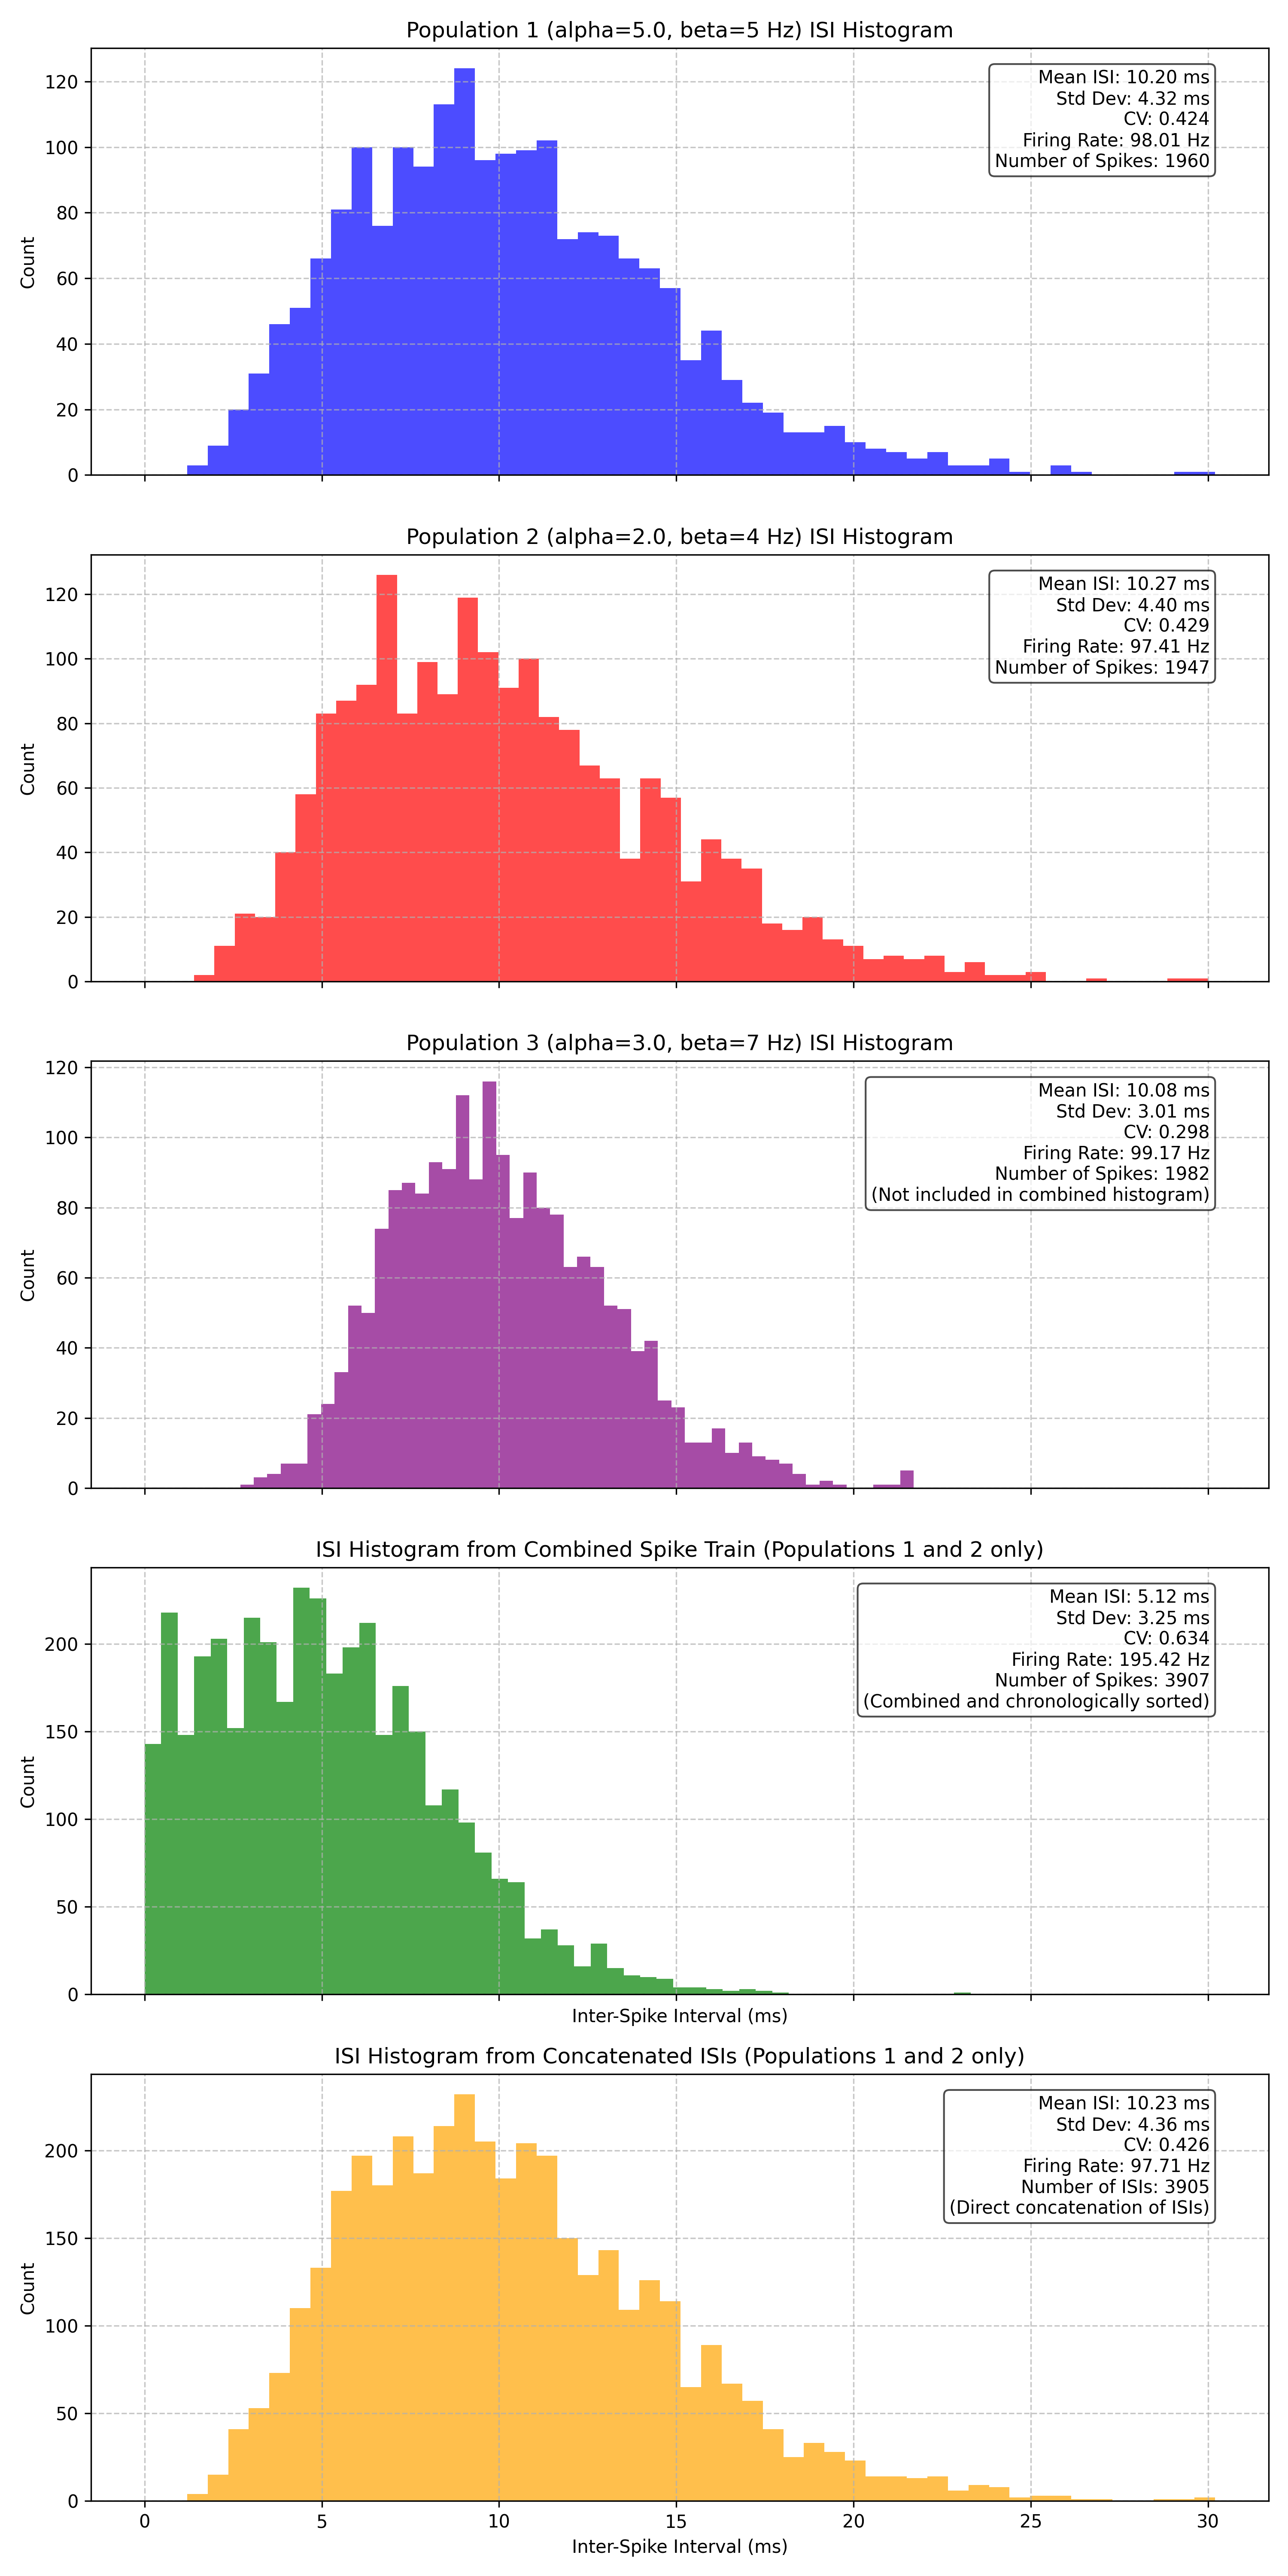 Population 1 (alpha=5.0, beta=5 Hz) ISI Histogram
120
100
80
60
40
20
0
Count
Mean ISI: 10.20 ms
Std Dev: 4.32 ms
CV: 0.424
Firing Rate: 98.01 Hz
Number of Spikes: 1960
Population 2 (alpha=2.0, beta=4 Hz) ISI Histogram
120
100
80
60
40
20
0
Count
Mean ISI: 10.27 ms
Std Dev: 4.40 ms
CV: 0.429
Firing Rate: 97.41 Hz
Number of Spikes: 1947
Population 3 (alpha=3.0, beta=7 Hz) ISI Histogram
120
100
80
60
40
20
0
Count
Mean ISI: 10.08 ms
Std Dev: 3.01 ms
CV: 0.298
Firing Rate: 99.17 Hz
Number of Spikes: 1982
(Not included in combined histogram)
ISI Histogram from Combined Spike Train (Populations 1 and 2 only)
200
150
100
50
0
Count
Mean ISI: 5.12 ms
Std Dev: 3.25 ms
CV: 0.634
Firing Rate: 195.42 Hz
Number of Spikes: 3907
(Combined and chronologically sorted)
Inter-Spike Interval (ms)
ISI Histogram from Concatenated ISIs (Populations 1 and 2 only)
200
150
100
50
0
Count
Mean ISI: 10.23 ms
Std Dev: 4.36 ms
CV: 0.426
Firing Rate: 97.71 Hz
Number of ISIs: 3905
(Direct concatenation of ISIs)
0 5 10 15 20 25 30
Inter-Spike Interval (ms)